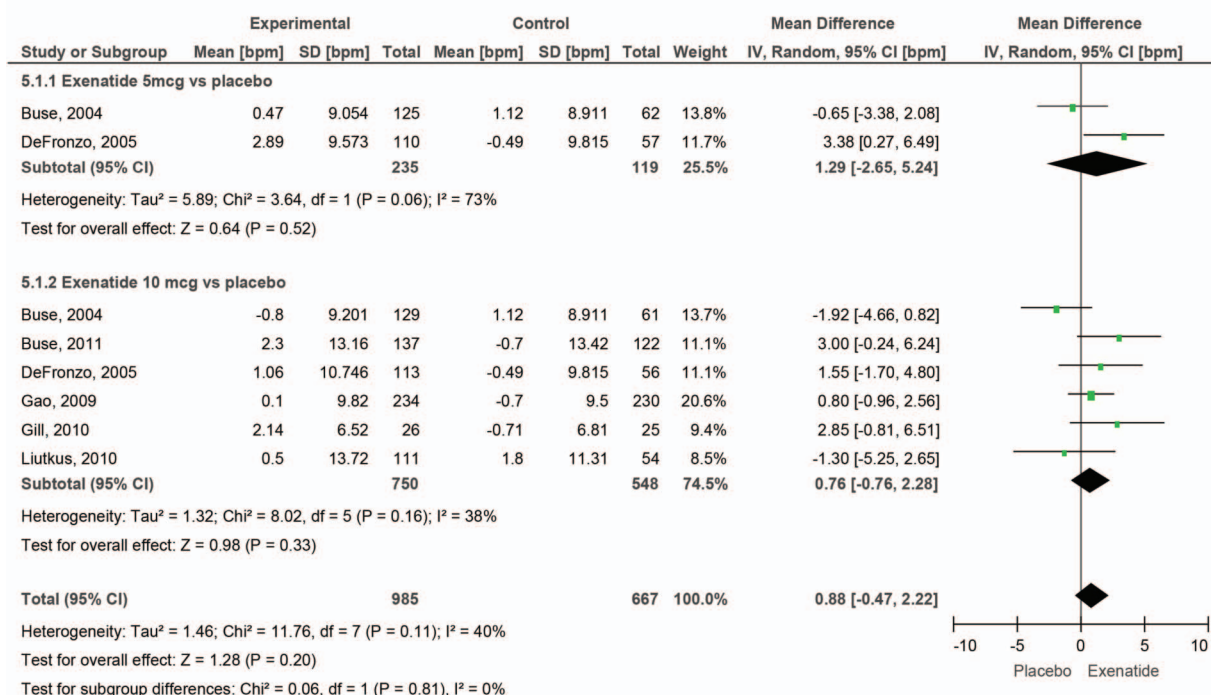 Experimental Control Mean Difference Mean Difference
Study or Subgroup Mean [bpm] SD [bpm] Total Mean [bpm] SD [bpm] Total Weight IV, Random, 95% CI [bpm] IV, Random, 95% CI [bpm]
5.1.1 Exenatide 5mcg vs placebo
Buse, 2004 0.47 9.054 125 1.12 8.911 62 13.8% -0.65 [-3.38, 2.08]
DeFronzo, 2005 2.89 9.573 110 -0.49 9.815 57 11.7% 3.38 [0.27, 6.49]
Subtotal (95% CI) 235 119 25.5% 1.29 [-2.65, 5.24]
Heterogeneity: Tau² = 5.89; Chi² = 3.64, df = 1 (P = 0.06); I² = 73%
Test for overall effect: Z = 0.64 (P = 0.52)
5.1.2 Exenatide 10 mcg vs placebo
Buse, 2004 -0.8 9.201 129 1.12 8.911 61 13.7% -1.92 [-4.66, 0.82]
Buse, 2011 2.3 13.16 137 -0.7 13.42 122 11.1% 3.00 [-0.24, 6.24]
DeFronzo, 2005 1.06 10.746 113 -0.49 9.815 56 11.1% 1.55 [-1.70, 4.80]
Gao, 2009 0.1 9.82 234 -0.7 9.5 230 20.6% 0.80 [-0.96, 2.56]
Gill, 2010 2.14 6.52 26 -0.71 6.81 25 9.4% 2.85 [-0.81, 6.51]
Liutkus, 2010 0.5 13.72 111 1.8 11.31 54 8.5% -1.30 [-5.25, 2.65]
Subtotal (95% CI) 750 548 74.5% 0.76 [-0.76, 2.28]
Heterogeneity: Tau² = 1.32; Chi² = 8.02, df = 5 (P = 0.16); I² = 38%
Test for overall effect: Z = 0.98 (P = 0.33)
Total (95% CI) 985 667 100.0% 0.88 [-0.47, 2.22]
Heterogeneity: Tau² = 1.46; Chi² = 11.76, df = 7 (P = 0.11); I² = 40%
-10 -5 0 5 10
Test for overall effect: Z = 1.28 (P = 0.20)
Placebo Exenatide
Test for subgroup differences: Chi² = 0.06, df = 1 (P = 0.81), I² = 0%